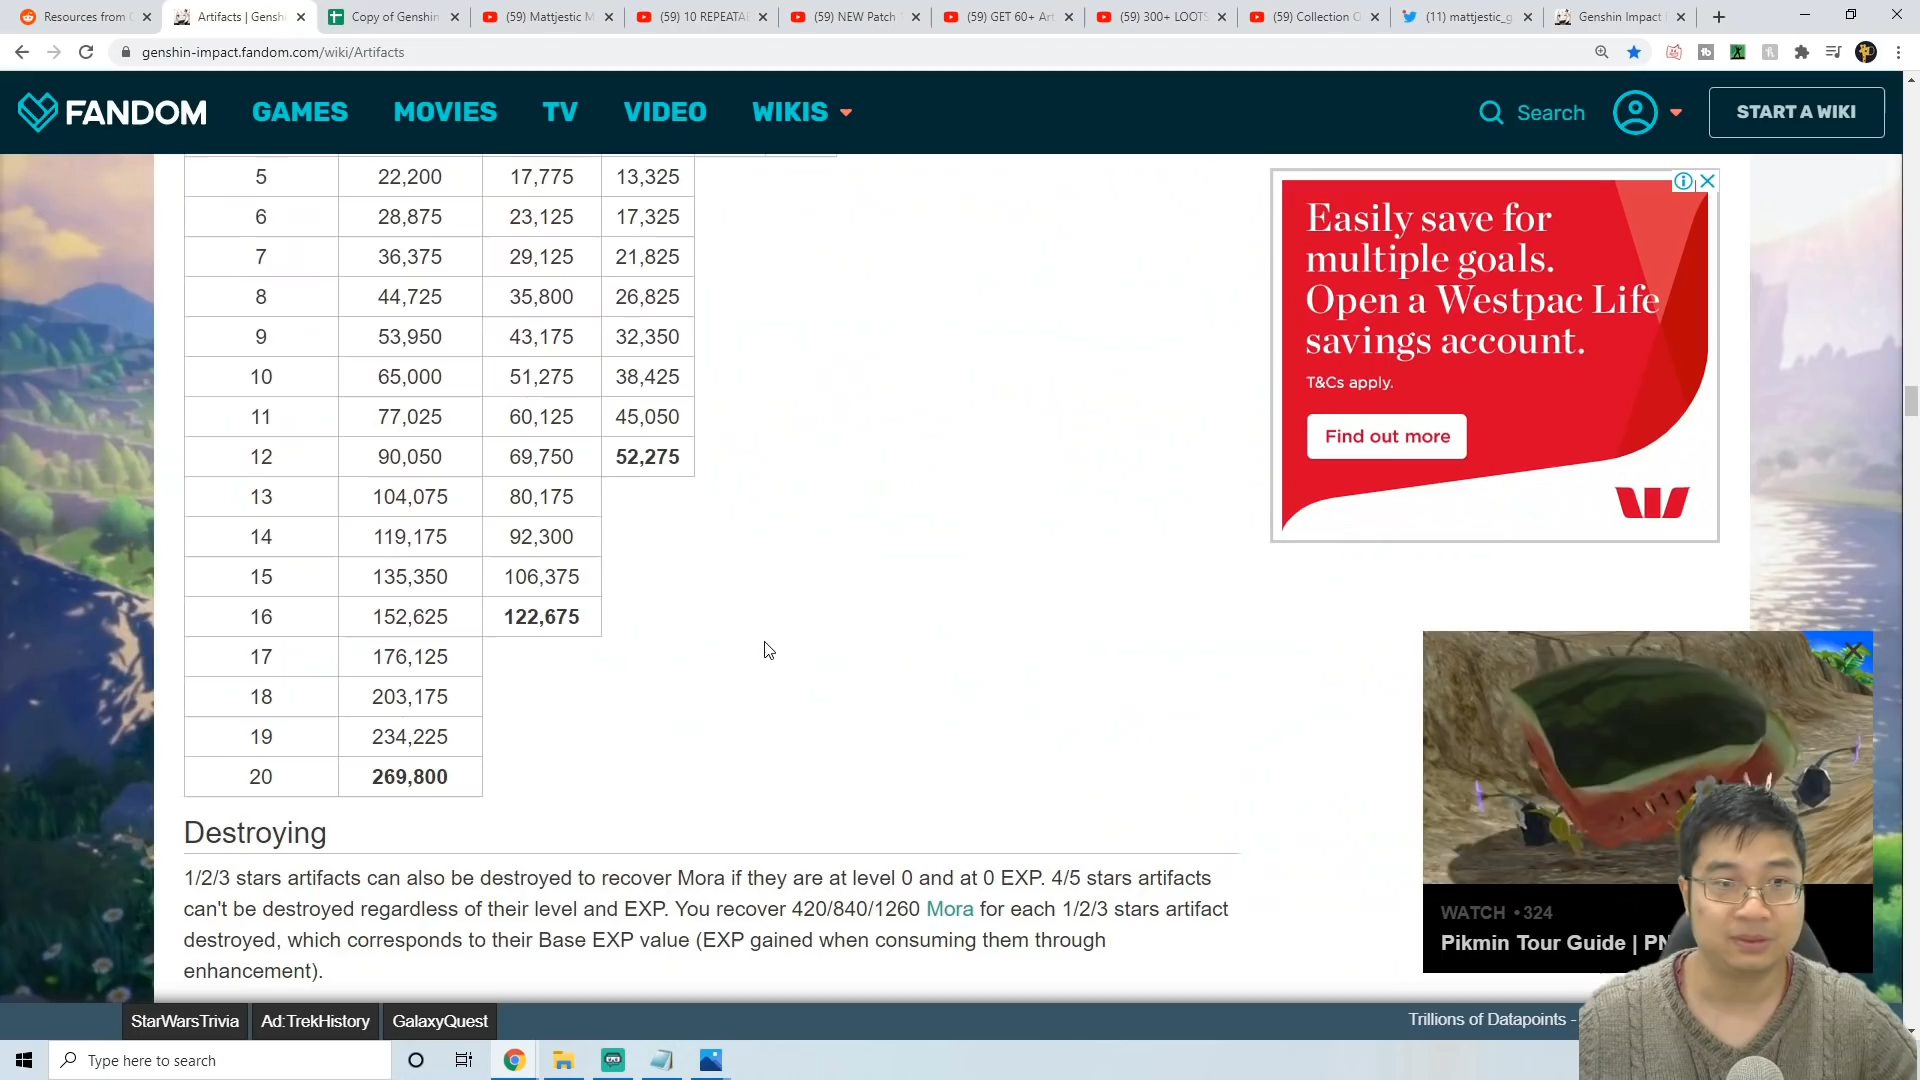 Resources from
Artifacts | Genshi
Copy of Genshin
(59) Mattjestic M
(59) 10 REPEATA
(59) NEW Patch
(59) GET 60+ Art
(59) 300+ LOOTS
(59) Collection O
(11) mattjestic_g
Genshin Impact
genshin-impact.fandom.com/wiki/Artifacts
FANDOM GAMES MOVIES TV VIDEO WIKIS Search START A WIKI
5 22,200 17,775 13,325
6 28,875 23,125 17,325
7 36,375 29,125 21,825
8 44,725 35,800 26,825
9 53,950 43,175 32,350
10 65,000 51,275 38,425
11 77,025 60,125 45,050
12 90,050 69,750 52,275
13 104,075 80,175
14 119,175 92,300
15 135,350 106,375
16 152,625 122,675
17 176,125
18 203,175
19 234,225
20 269,800
Easily save for
multiple goals.
Open a Westpac Life
savings account.
T&Cs apply.
Find out more
Destroying
1/2/3 stars artifacts can also be destroyed to recover Mora if they are at level 0 and at 0 EXP. 4/5 stars artifacts
can't be destroyed regardless of their level and EXP. You recover 420/840/1260 Mora for each 1/2/3 stars artifact
destroyed, which corresponds to their Base EXP value (EXP gained when consuming them through
enhancement).
WATCH • 324
Pikmin Tour Guide | PN
StarWarsTrivia Ad:TrekHistory GalaxyQuest
Trillions of Datapoints -
Type here to search